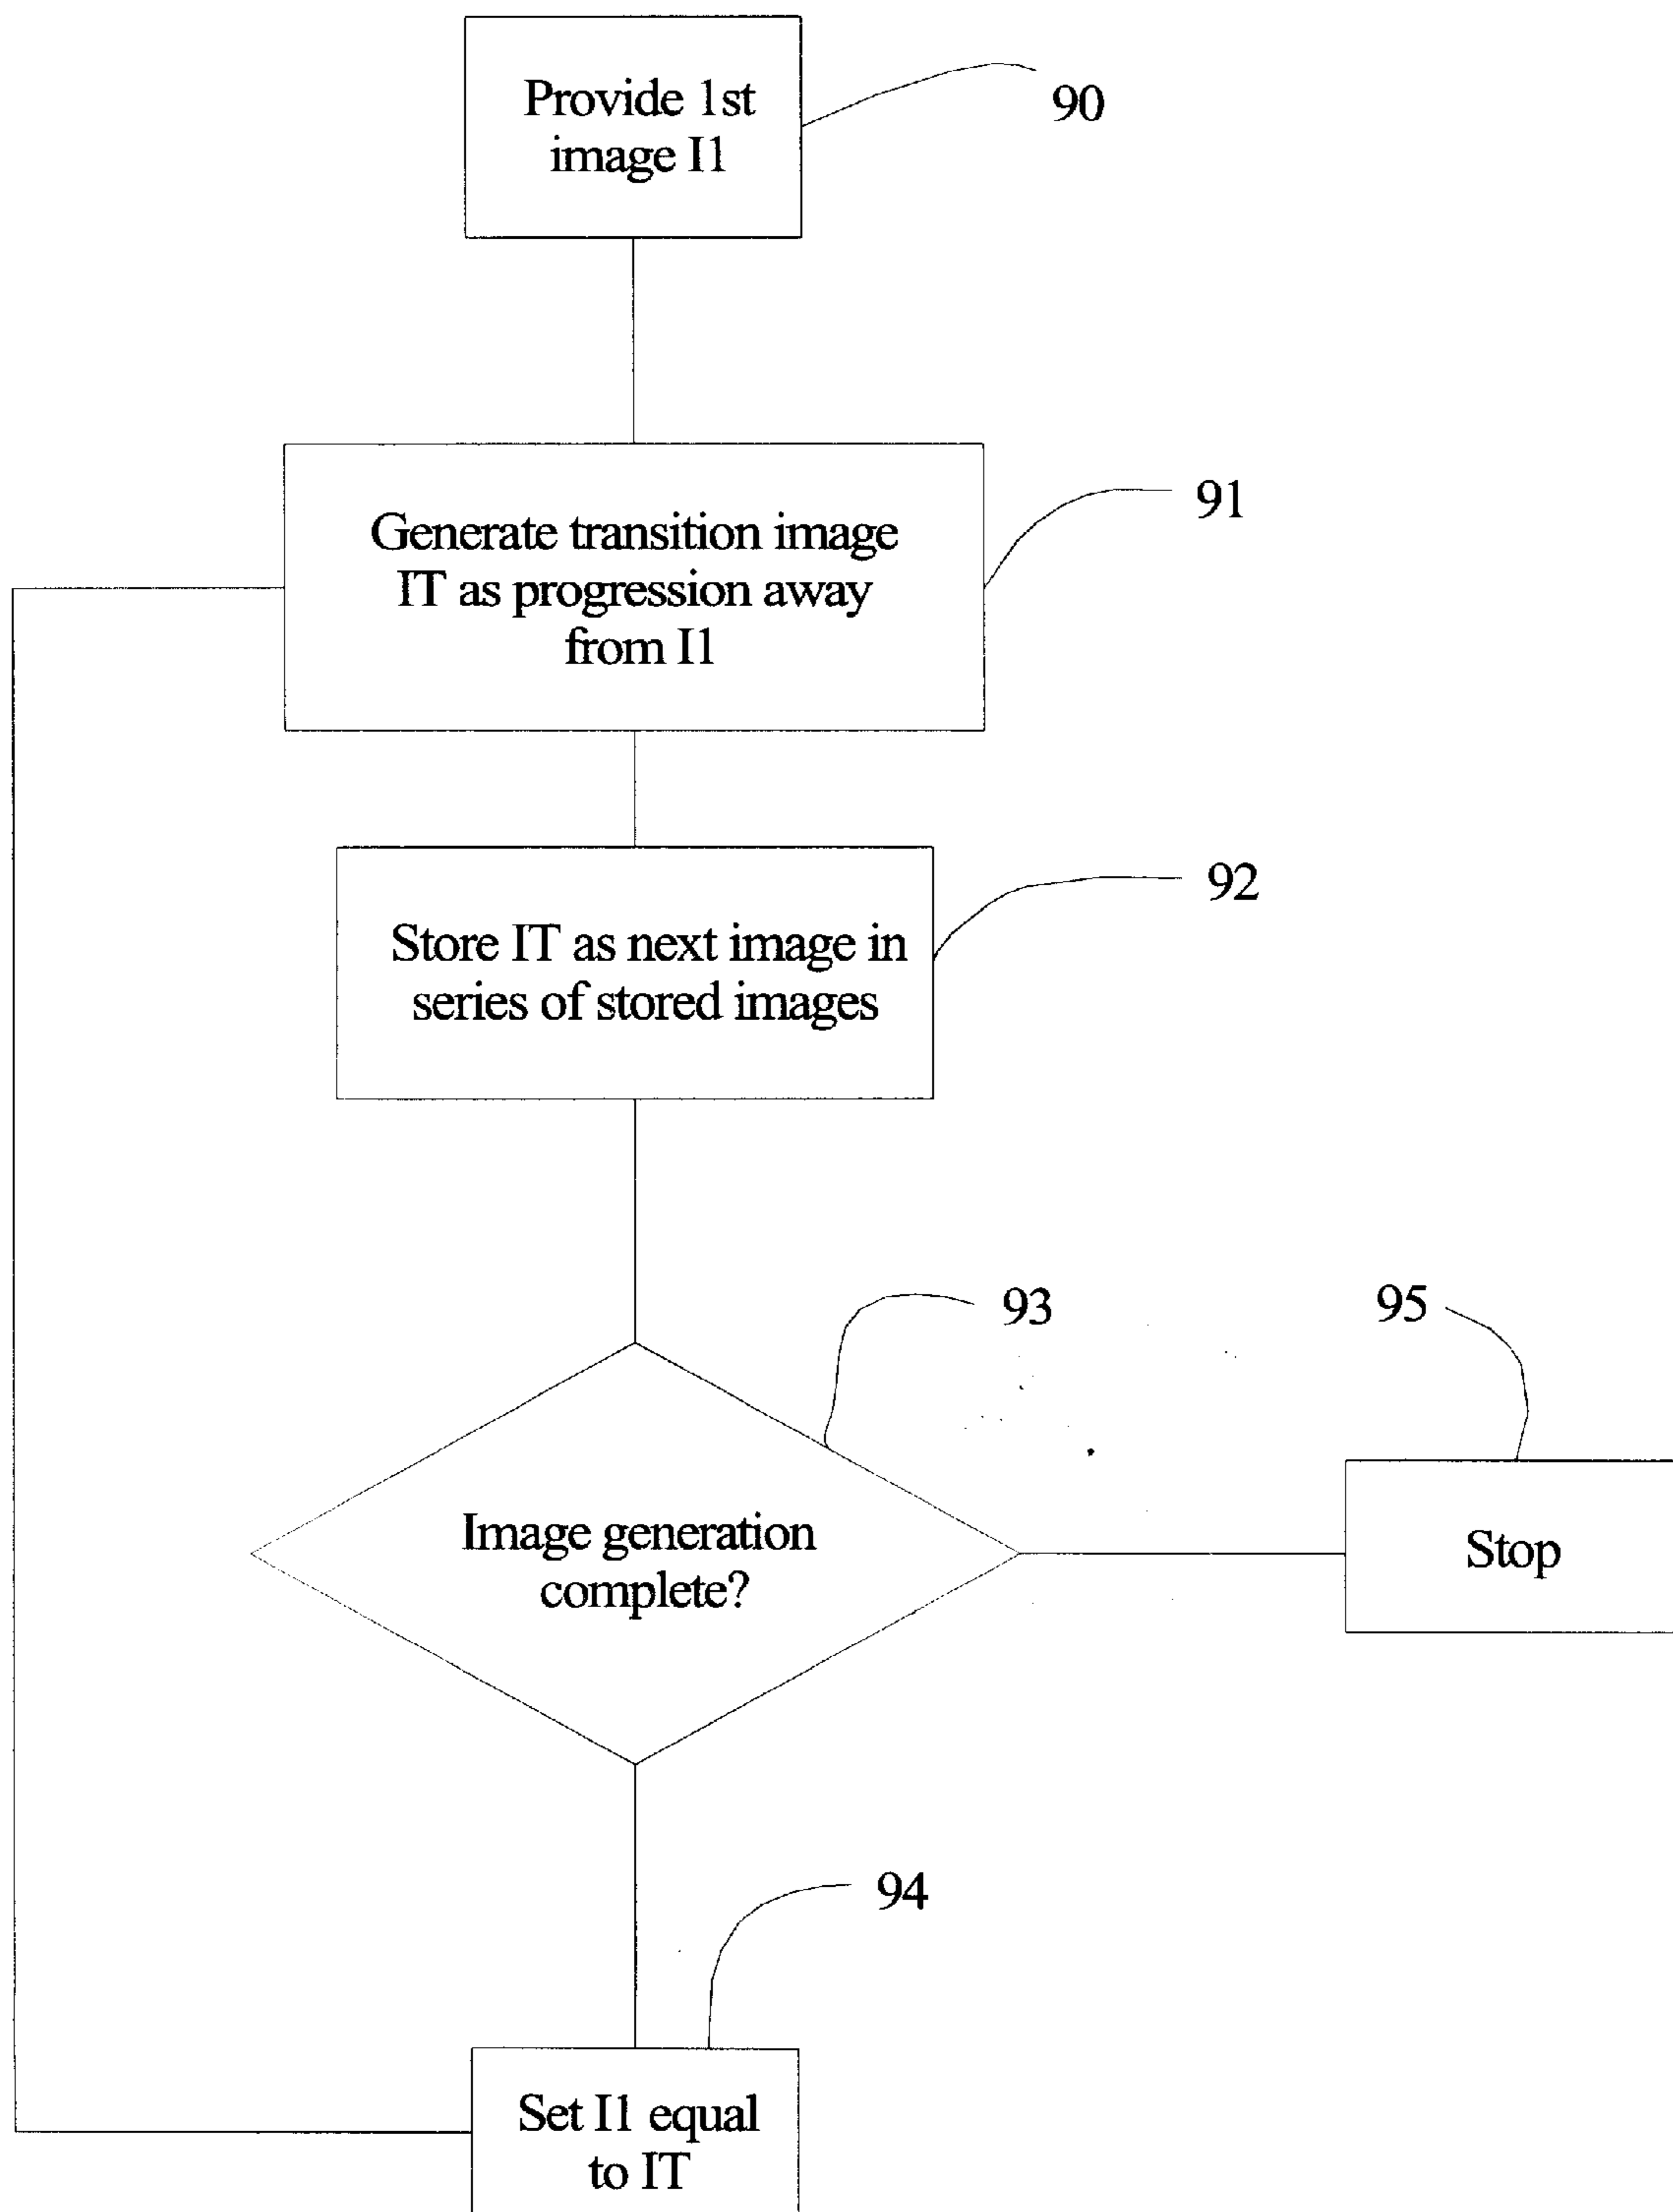 Provide 1st
image I1
90
Generate transition image
IT as progression away
from I1
91
Store IT as next image in
series of stored images
92
93
95
Image generation
complete?
Stop
94
Set I1 equal
to IT